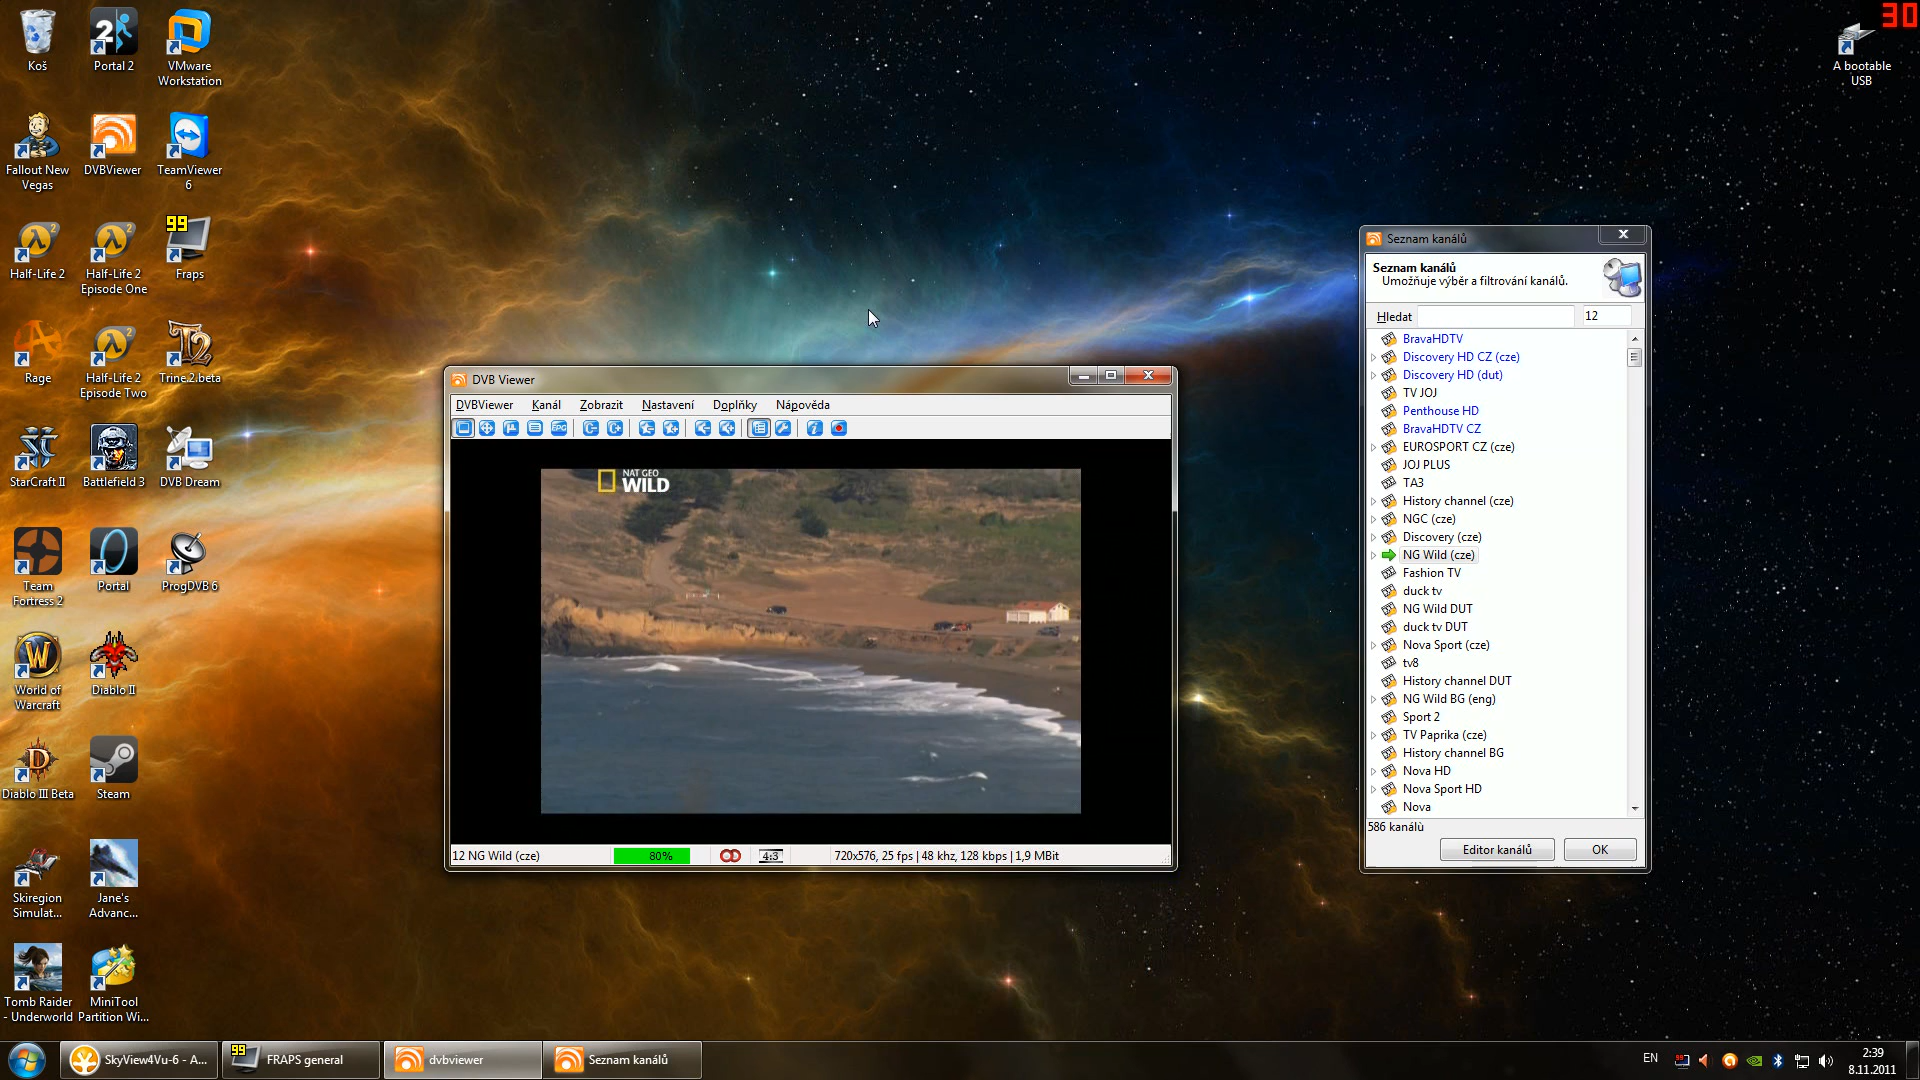 Koš
Portal 2
VMware
Workstation
Fallout New
Vegas
DVBViewer
TeamViewer
6
Half-Life 2
Half-Life 2
Episode One
99
Fraps
Rage
Half-Life 2
Episode Two
Trine.2.beta
StarCraft II
Battlefield 3
DVB Dream
Team
Fortress 2
Portal
ProgDVB 6
World of
Warcraft
Diablo II
Diablo III Beta
Steam
Skiregion
Simulat...
Jane's
Advanc...
Tomb Raider
- Underworld
MiniTool
Partition Wi...
30
A bootable
USB
DVB Viewer
DVBViewer Kanál Zobrazit Nastavení Doplňky Nápověda
EPG
NAT GEO
WILD
12 NG Wild (cze) 80% 4:3 720x576, 25 fps | 48 khz, 128 kbps | 1,9 MBit
Seznam kanálů
Seznam kanálů
Umožňuje výběr a filtrování kanálů.
Hledat 12
BravaHDTV
Discovery HD CZ (cze)
Discovery HD (dut)
TV JOJ
Penthouse HD
BravaHDTV CZ
EUROSPORT CZ (cze)
JOJ PLUS
TA3
History channel (cze)
NGC (cze)
Discovery (cze)
NG Wild (cze)
Fashion TV
duck tv
NG Wild DUT
duck tv DUT
Nova Sport (cze)
tv8
History channel DUT
NG Wild BG (eng)
Sport 2
TV Paprika (cze)
History channel BG
Nova HD
Nova Sport HD
Nova
586 kanálů
Editor kanálů OK
SkyView4Vu-6 - A...
99 FRAPS general
dvbviewer
Seznam kanálů
EN
2:39
8.11.2011